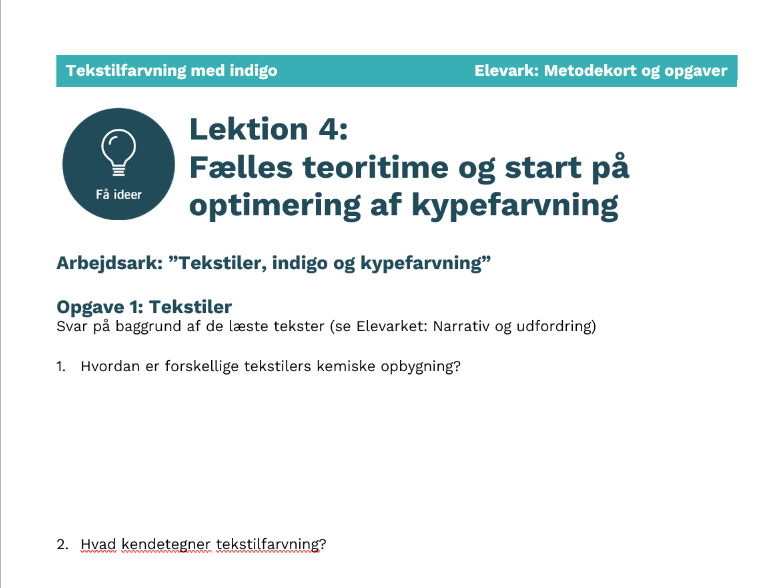 Tekstilfarvning med indigo
Elevark: Metodekort og opgaver
Få ideer
Lektion 4:
Fælles teoritime og start på
optimering af kypefarvning
Arbejdsark: ”Tekstiler, indigo og kypefarvning”
Opgave 1: Tekstiler
Svar på baggrund af de læste tekster (se Elevarket: Narrativ og udfordring)
1. Hvordan er forskellige tekstilers kemiske opbygning?
2. Hvad kendetegner tekstilfarvning?